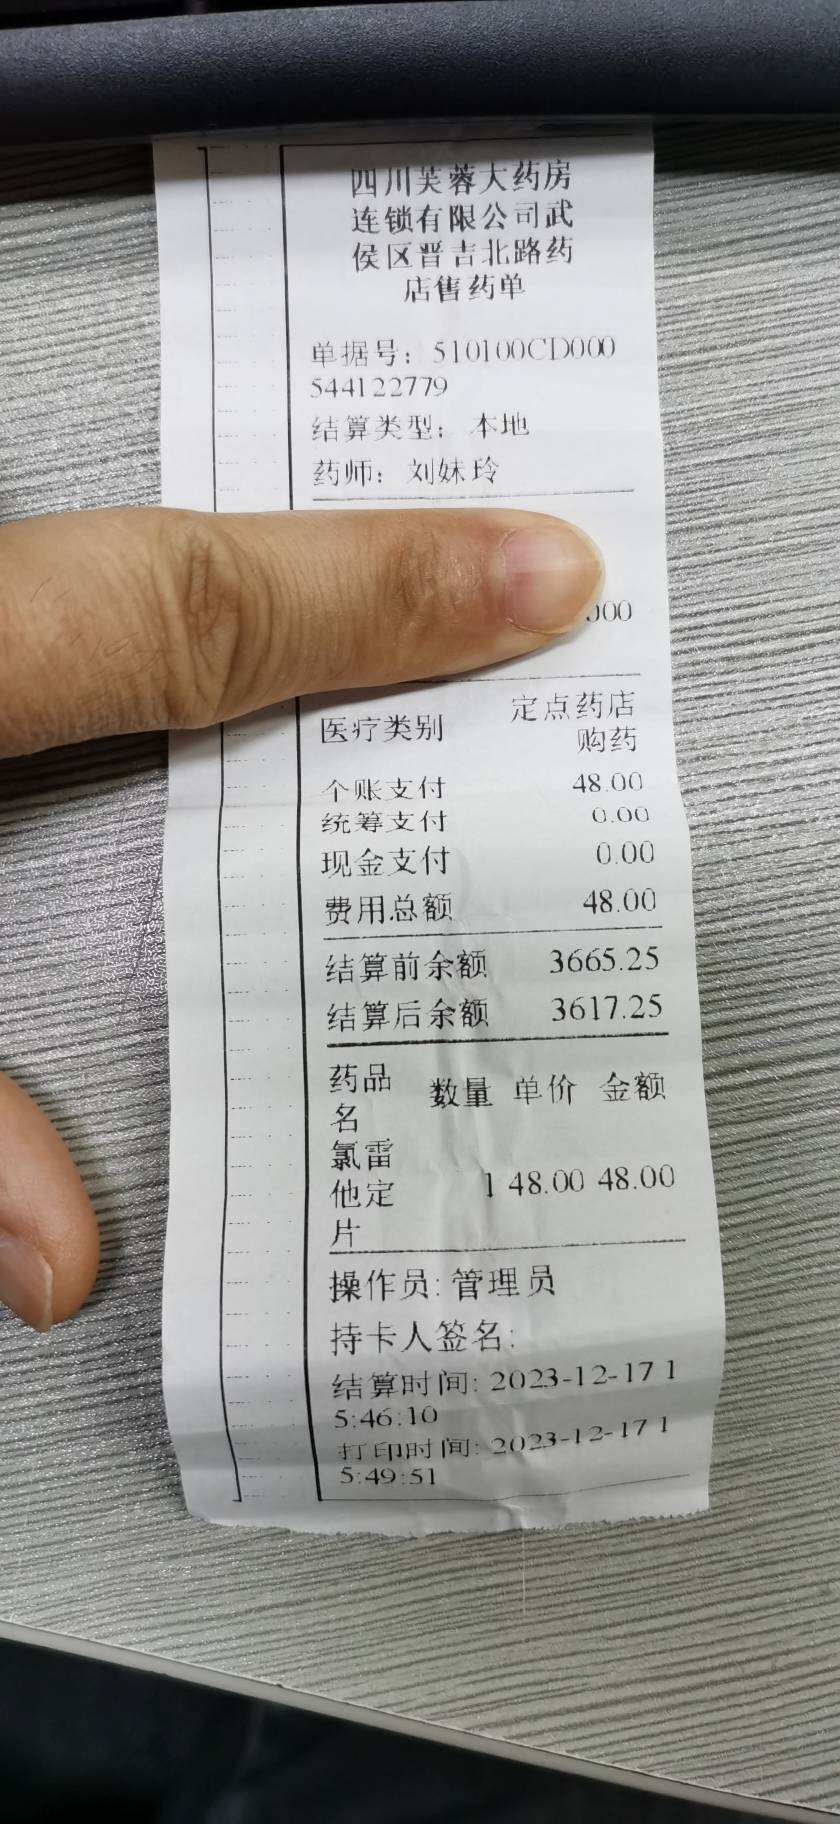 四川芙蓉大药房
连锁有限公司武
侯区晋吉北路药
店售药单
单据号：510100CD000
544122779
结算类型：本地
药师：刘妹玲
000
医疗类别 定点药店
购药
个账支付 48.00
统筹支付 0.00
现金支付 0.00
费用总额 48.00
结算前余额 3665.25
结算后余额 3617.25
药品
名 数量 单价 金额
氯雷
他定 1 48.00 48.00
片
操作员:管理员
持卡人签名:
结算时间: 2023-12-17 1
5:46:10
打印时间: 2023-12-17 1
5:49:51